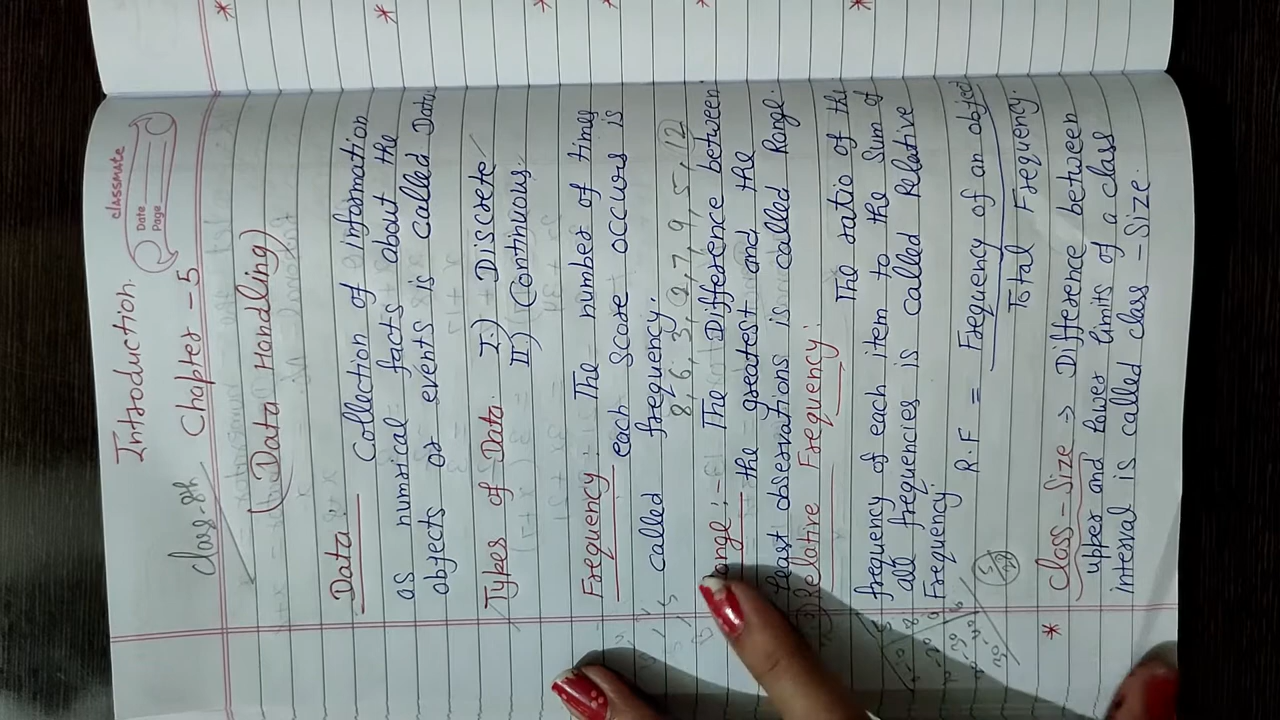 classmate
Date
Page
Introduction.
Class-8th Chapter - 5
(Data Handling)
Data:
Collection of information
as numrical facts about the
objects or events is called Data.
Types of Data. I.) Discrete
II.) Continuous.
Frequency: The number of times
each Score occurs is
called frequency.
8, 6, 3, 2, 7, 9, 5, 12
ange:- The Difference between
the greatest and the
least observations is called Range.
Relative Frequency:
The ratio of the
frequency of each item to the Sum of
all frequencies is called Relative
Frequency.
R.F = Frequency of an object
Total Frequency.
* Class-Size → Difference between
upper and lower limits of a class
interval is called class-Size.